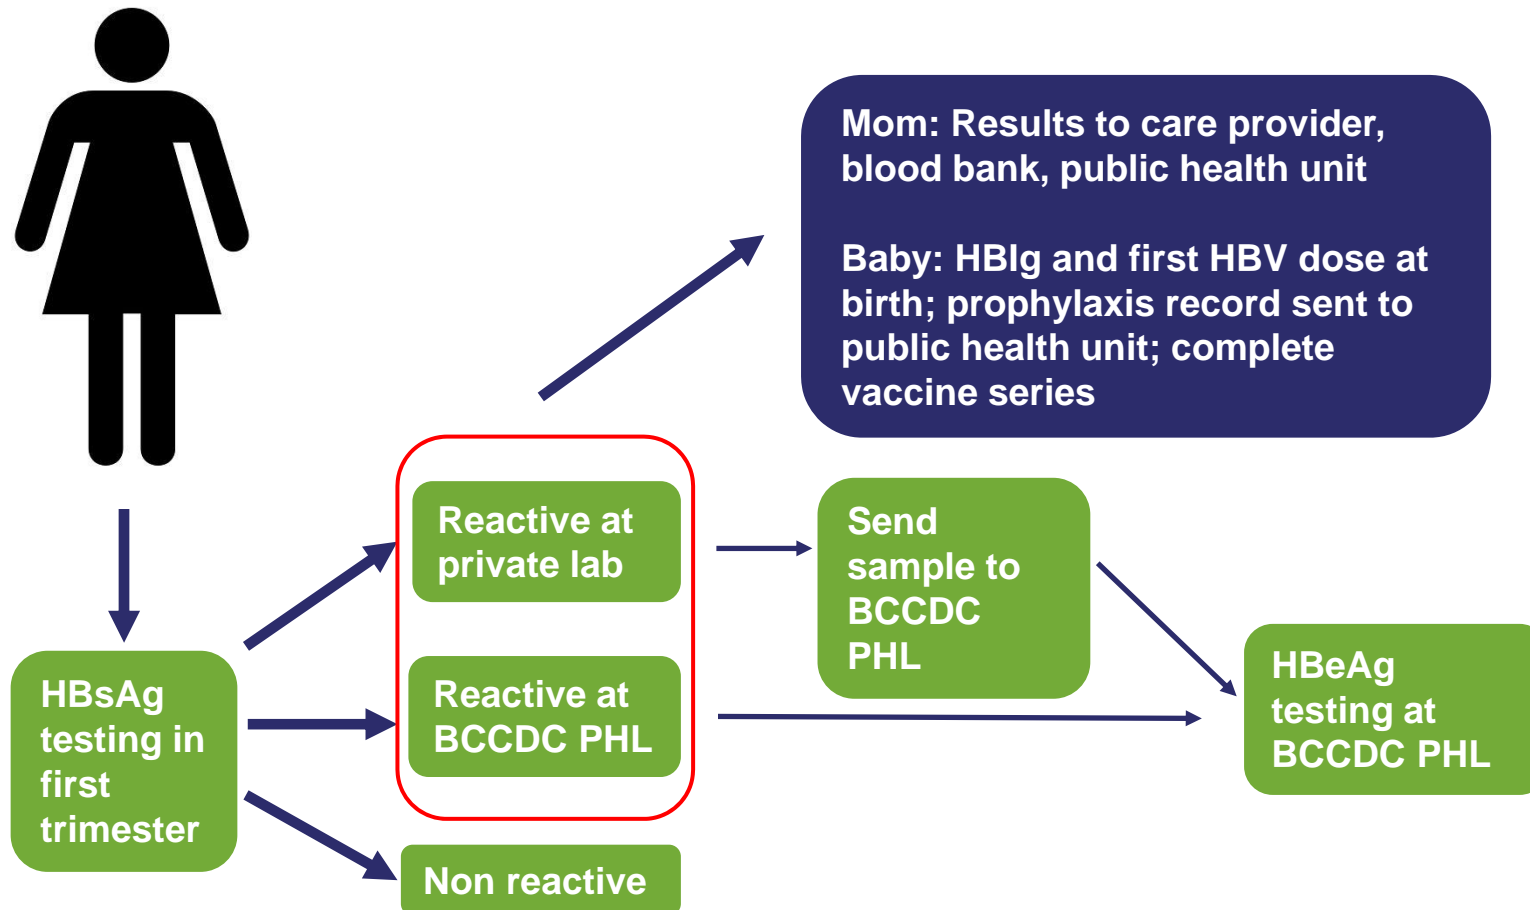 Mom: Results to care provider,
blood bank, public health unit
Baby: HBIg and first HBV dose at
birth; prophylaxis record sent to
public health unit; complete
vaccine series
Reactive at
private lab
Send
sample to
BCCDC
PHL
HBsAg
testing in
first
trimester
Reactive at
BCCDC PHL
HBeAg
testing at
BCCDC PHL
Non reactive